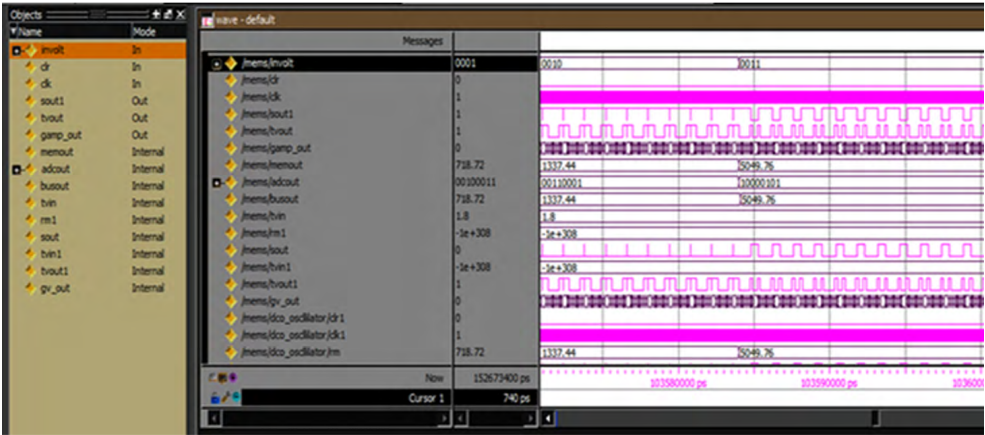 Objects
Name Mode
involt In
clr In
clk In
sout1 Out
tvout Out
gamp_out Out
memout Internal
adcout Internal
busout Internal
tvin Internal
rm1 Internal
sout Internal
tvin1 Internal
tvout1 Internal
gv_out Internal
wave - default
Messages
/mems/involt 0001 0010 0011
/mems/clr 0
/mems/clk 1
/mems/sout1 1
/mems/tvout 1
/mems/gamp_out 0
/mems/memout 718.72 1337.44 5049.76
/mems/adcout 00100011 00110001 10000101
/mems/busout 718.72 1337.44 5049.76
/mems/tvin 1.8 1.8
/mems/rm1 -1e+308 -1e+308
/mems/sout 0
/mems/tvin1 -1e+308 -1e+308
/mems/tvout1 1
/mems/gv_out 0
/mems/dco_oscillator/clr1 0
/mems/dco_oscillator/clk1 1
/mems/dco_oscillator/rm 718.72 1337.44 5049.76
Now 152673400 ps 103580000 ps 103590000 ps 103600
Cursor 1 740 ps